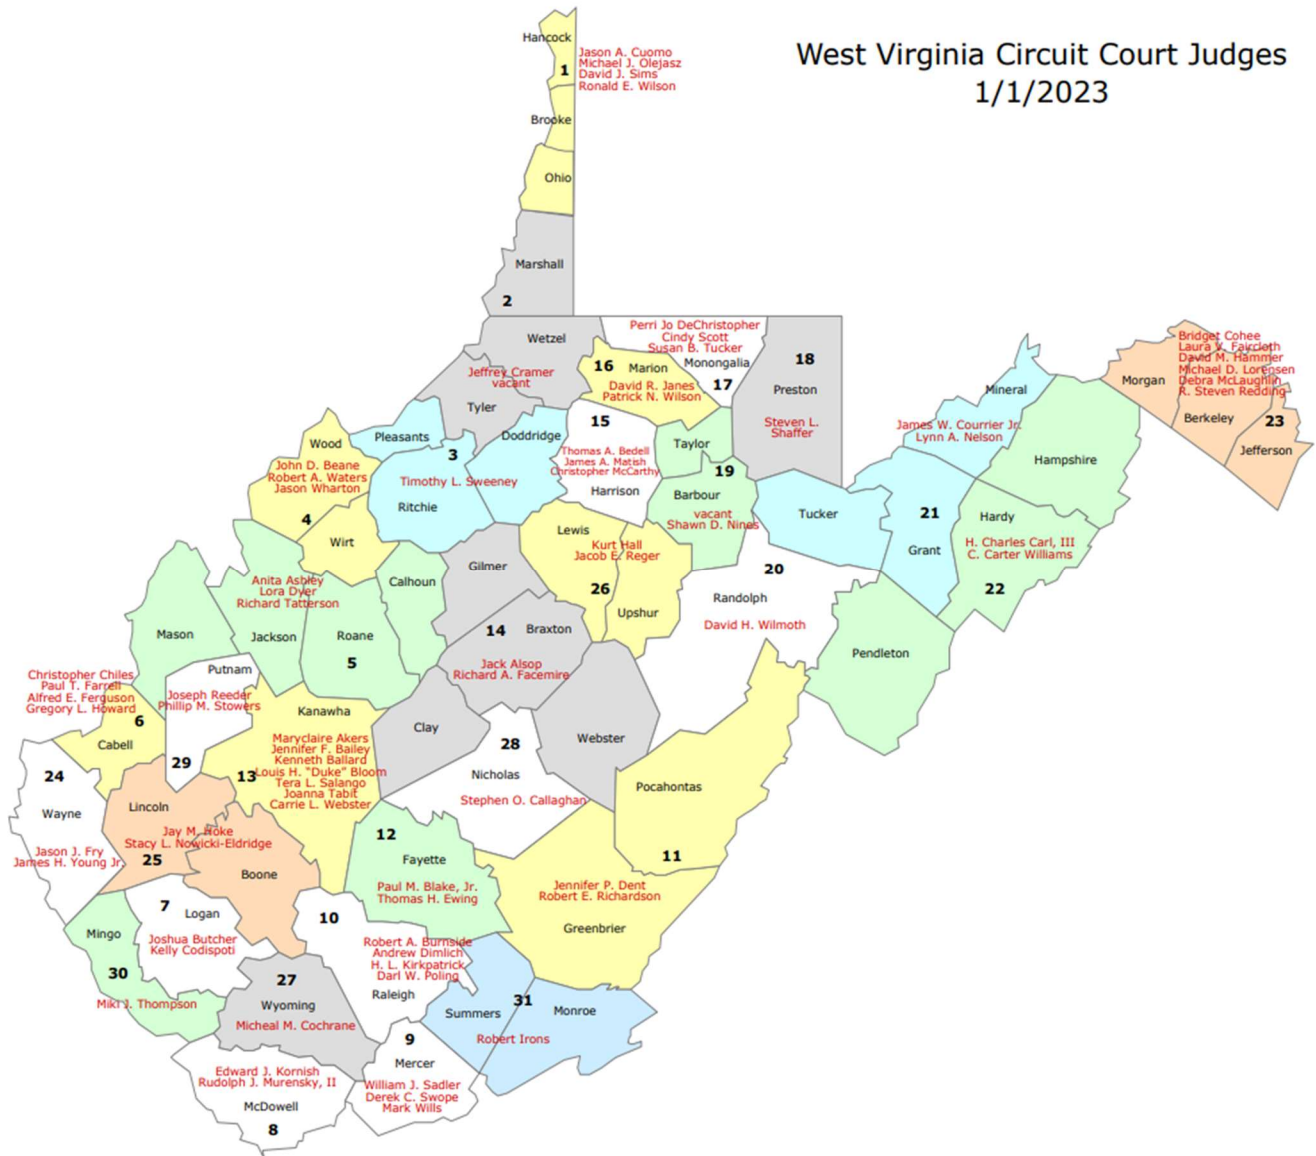 West Virginia Circuit Court Judges
1/1/2023
Hancock
1
Jason A. Cuomo
Michael J. Olejasz
David J. Sims
Ronald E. Wilson
Brooke
Ohio
Marshall
2
Wetzel
Jeffrey Cramer
vacant
Tyler
Perri Jo DeChristopher
Cindy Scott
Susan B. Tucker
Monongalia
17
18
Preston
Steven L.
Shaffer
16
Marion
David R. Janes
Patrick N. Wilson
15
Thomas A. Bedell
James A. Matish
Christopher McCarthy
Harrison
Pleasants
Doddridge
3
Timothy L. Sweeney
Ritchie
Wood
John D. Beane
Robert A. Waters
Jason Wharton
4
Wirt
Taylor
19
Barbour
vacant
Shawn D. Nines
Tucker
Mineral
James W. Courrier Jr.
Lynn A. Nelson
21
Grant
Hampshire
Hardy
H. Charles Carl, III
C. Carter Williams
22
Pendleton
Morgan
Bridget Cohee
Laura V. Faircloth
David M. Hammer
Michael D. Lorensen
Debra McLaughlin
R. Steven Redding
Berkeley
23
Jefferson
Lewis
Kurt Hall
Jacob E. Reger
26
Upshur
20
Randolph
David H. Wilmoth
Calhoun
Gilmer
14
Braxton
Jack Alsop
Richard A. Facemire
Clay
Webster
Anita Ashley
Lora Dyer
Richard Tatterson
Jackson
Roane
5
Mason
Putnam
Joseph Reeder
Phillip M. Stowers
29
Christopher Chiles
Paul T. Farrell
Alfred E. Ferguson
Gregory L. Howard
6
Cabell
Kanawha
Maryclaire Akers
Jennifer F. Bailey
Kenneth Ballard
13
Louis H. "Duke" Bloom
Tera L. Salango
Joanna Tabit
Carrie L. Webster
28
Nicholas
Stephen O. Callaghan
Pocahontas
11
Jennifer P. Dent
Robert E. Richardson
Greenbrier
24
Wayne
Jason J. Fry
James H. Young Jr.
Lincoln
Jay M. Hoke
Stacy L. Nowicki-Eldridge
25
Boone
12
Fayette
Paul M. Blake, Jr.
Thomas H. Ewing
7
Logan
Joshua Butcher
Kelly Codispoti
Mingo
30
Miki J. Thompson
10
Robert A. Burnside
Andrew Dimlich
H. L. Kirkpatrick
Darl W. Poling
Raleigh
27
Wyoming
Micheal M. Cochrane
31
Summers
Monroe
Robert Irons
9
Mercer
William J. Sadler
Derek C. Swope
Mark Wills
Edward J. Kornish
Rudolph J. Murensky, II
McDowell
8